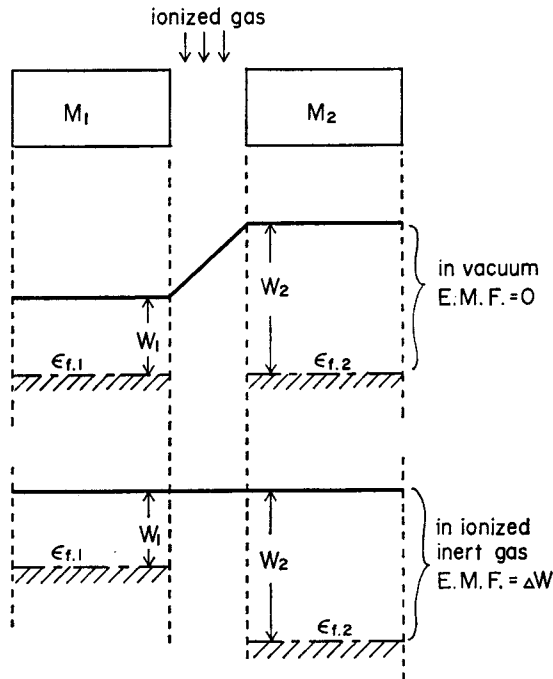 ionized gas
M₁
M₂
W₁
W₂
in vacuum
E.M.F. = 0
ϵf.1
ϵf.2
W₁
W₂
in ionized
inert gas
E.M.F. = ΔW
ϵf.1
ϵf.2